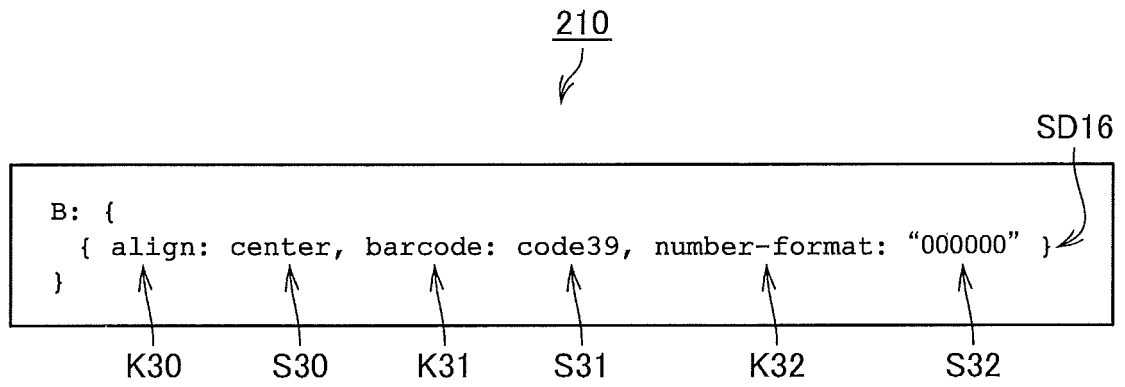 210
SD16
B: {
{ align: center, barcode: code39, number-format: “000000” }
}
K30 S30 K31 S31 K32 S32